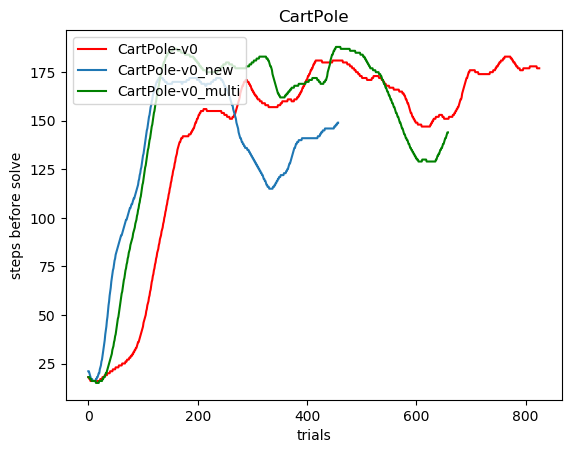 CartPole
CartPole-v0
CartPole-v0_new
CartPole-v0_multi
175
150
125
100
75
50
25
steps before solve
0 200 400 600 800
trials